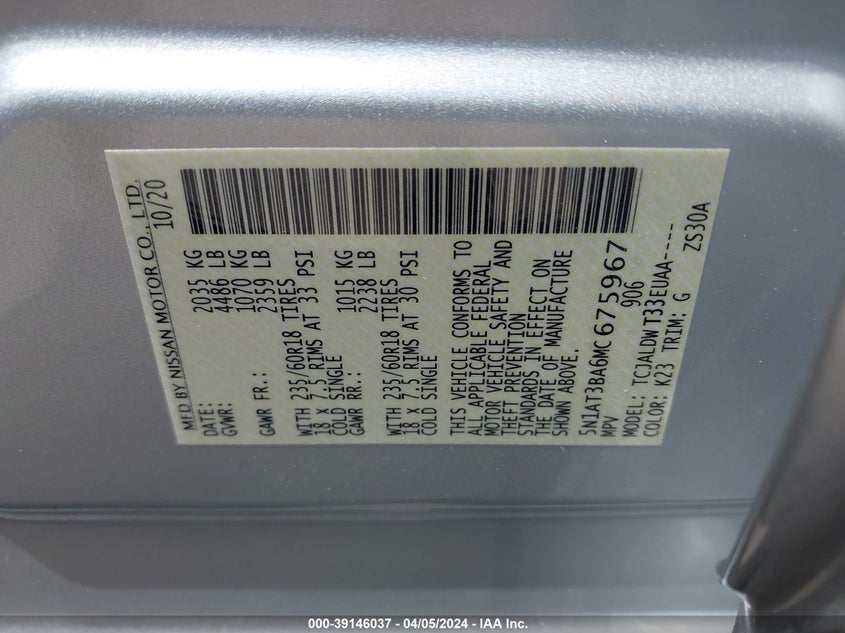 MFD BY NISSAN MOTOR CO., LTD.
DATE: 10/20
GVWR: 2035 KG
4486 LB
GAWR FR.: 1070 KG
2359 LB
WITH 235/60R18 TIRES
18 X 7.5 RIMS AT 33 PSI
COLD SINGLE
GAWR RR.: 1015 KG
2238 LB
WITH 235/60R18 TIRES
18 X 7.5 RIMS AT 30 PSI
COLD SINGLE
THIS VEHICLE CONFORMS TO
ALL APPLICABLE FEDERAL
MOTOR VEHICLE SAFETY AND
THEFT PREVENTION
STANDARDS IN EFFECT ON
THE DATE OF MANUFACTURE
SHOWN ABOVE.
5N1AT3BA6MC675967
MPV 906
MODEL: TCJALDW T33EUAA-----
COLOR: K23 TRIM: G ZS30A
000-39146037 - 04/05/2024 - IAA Inc.